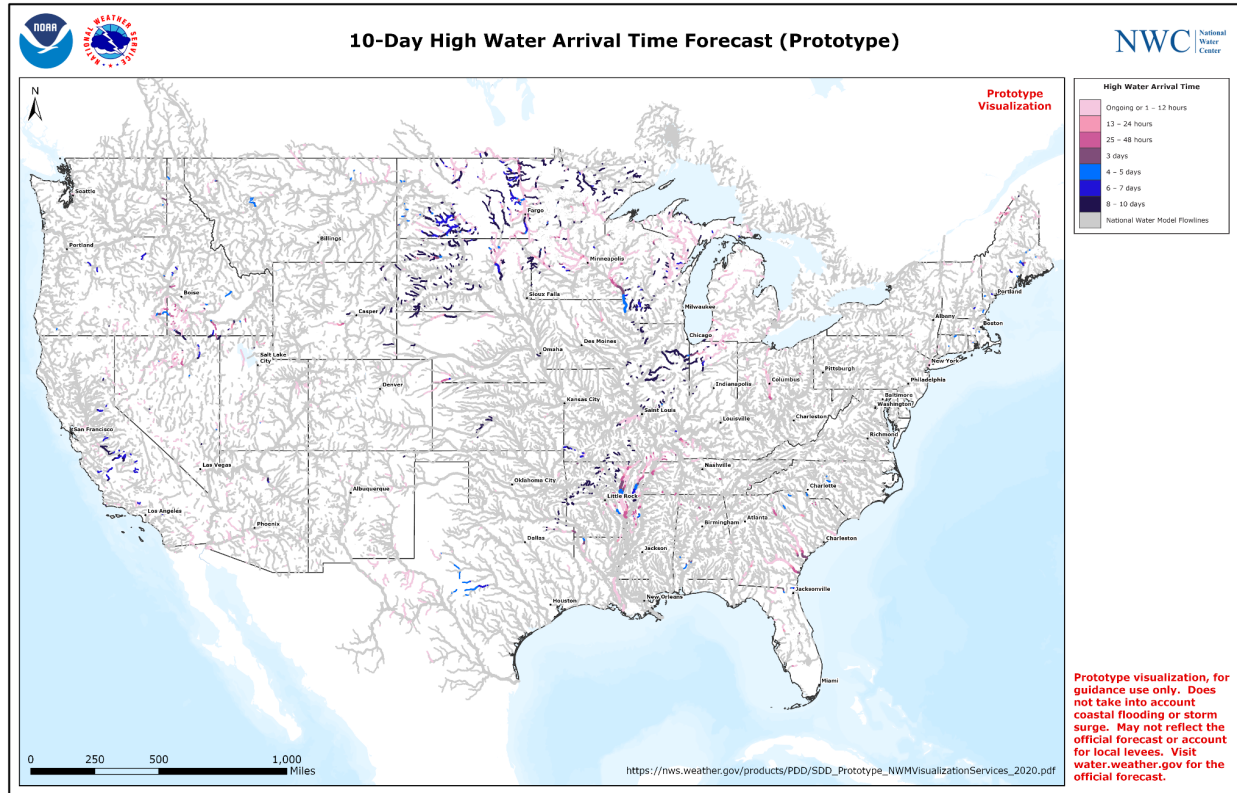 NOAA
NATIONAL WEATHER SERVICE
10-Day High Water Arrival Time Forecast (Prototype)
NWC
National
Water
Center
N
Prototype
Visualization
High Water Arrival Time
Ongoing or 1 – 12 hours
13 – 24 hours
25 – 48 hours
3 days
4 – 5 days
6 – 7 days
8 – 10 days
National Water Model Flowlines
Seattle
Portland
Billings
Fargo
Minneapolis
Boise
Casper
Sioux Falls
Milwaukee
Portland
Albany
Boston
Salt Lake
City
Omaha
Des Moines
Chicago
New York
Denver
Indianapolis
Columbus
Pittsburgh
Philadelphia
Baltimore
Washington
San Francisco
Kansas City
Saint Louis
Louisville
Charleston
Richmond
Las Vegas
Nashville
Los Angeles
Albuquerque
Oklahoma City
Little Rock
Charlotte
Phoenix
Dallas
Birmingham
Atlanta
Charleston
Jackson
Houston
New Orleans
Jacksonville
Miami
0 250 500 1,000
Miles
https://nws.weather.gov/products/PDD/SDD_Prototype_NWMVisualizationServices_2020.pdf
Prototype visualization, for
guidance use only. Does
not take into account
coastal flooding or storm
surge. May not reflect the
official forecast or account
for local levees. Visit
water.weather.gov for the
official forecast.